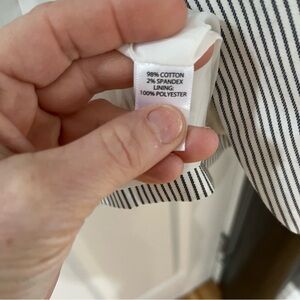 98% COTTON
2% SPANDEX
LINING:
100% POLYESTER